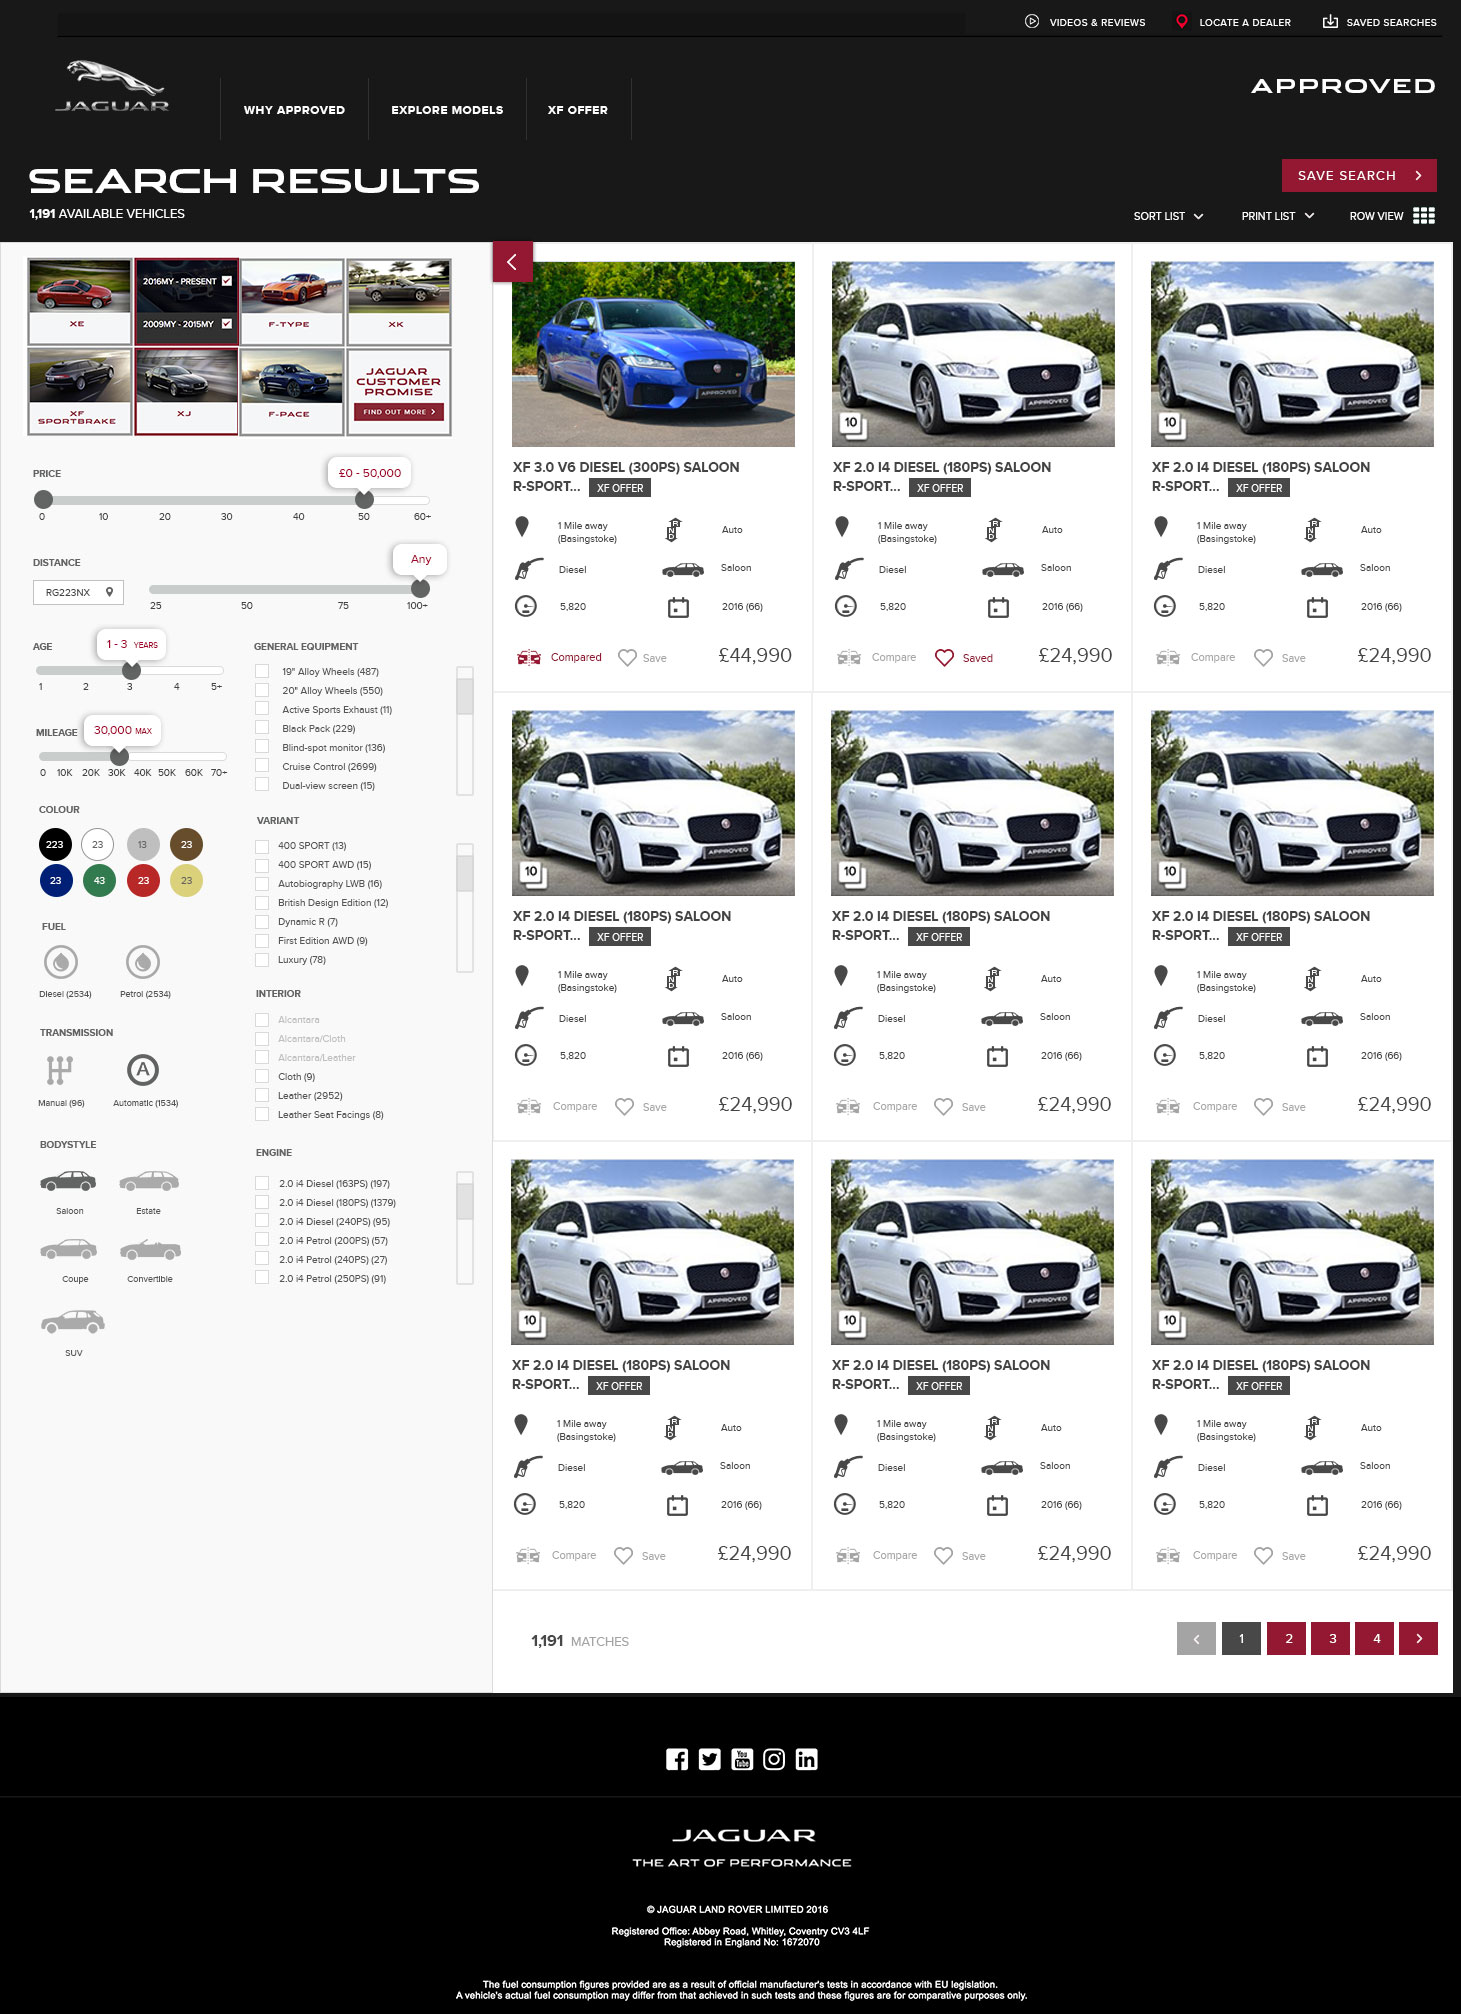 VIDEOS & REVIEWS
LOCATE A DEALER
SAVED SEARCHES
JAGUAR
WHY APPROVED
EXPLORE MODELS
XF OFFER
APPROVED
SEARCH RESULTS
1,191 AVAILABLE VEHICLES
SAVE SEARCH
SORT LIST
PRINT LIST
ROW VIEW
XE
2016MY - PRESENT
2009MY - 2015MY
F-TYPE
XK
XF
SPORTBRAKE
XJ
F-PACE
JAGUAR
CUSTOMER
PROMISE
FIND OUT MORE
PRICE
£0 - 50,000
0 10 20 30 40 50 60+
DISTANCE
Any
RG223NX
25 50 75 100+
AGE
1 - 3 YEARS
1 2 3 4 5+
MILEAGE
30,000 MAX
0 10K 20K 30K 40K 50K 60K 70+
COLOUR
223 23 13 23
23 43 23 23
FUEL
Diesel (2534)
Petrol (2534)
TRANSMISSION
A
Manual (96)
Automatic (1534)
BODYSTYLE
Saloon
Estate
Coupe
Convertible
SUV
GENERAL EQUIPMENT
19" Alloy Wheels (487)
20" Alloy Wheels (550)
Active Sports Exhaust (11)
Black Pack (229)
Blind-spot monitor (136)
Cruise Control (2699)
Dual-view screen (15)
VARIANT
400 SPORT (13)
400 SPORT AWD (15)
Autobiography LWB (16)
British Design Edition (12)
Dynamic R (7)
First Edition AWD (9)
Luxury (78)
INTERIOR
Alcantara
Alcantara/Cloth
Alcantara/Leather
Cloth (9)
Leather (2952)
Leather Seat Facings (8)
ENGINE
2.0 i4 Diesel (163PS) (197)
2.0 i4 Diesel (180PS) (1379)
2.0 i4 Diesel (240PS) (95)
2.0 i4 Petrol (200PS) (57)
2.0 i4 Petrol (240PS) (27)
2.0 i4 Petrol (250PS) (91)
APPROVED
XF 3.0 V6 DIESEL (300PS) SALOON
R-SPORT... XF OFFER
1 Mile away
(Basingstoke)
Auto
Diesel
Saloon
5,820
2016 (66)
Compared
Save
£44,990
APPROVED
10
XF 2.0 I4 DIESEL (180PS) SALOON
R-SPORT... XF OFFER
1 Mile away
(Basingstoke)
Auto
Diesel
Saloon
5,820
2016 (66)
Compare
Saved
£24,990
APPROVED
10
XF 2.0 I4 DIESEL (180PS) SALOON
R-SPORT... XF OFFER
1 Mile away
(Basingstoke)
Auto
Diesel
Saloon
5,820
2016 (66)
Compare
Save
£24,990
APPROVED
10
XF 2.0 I4 DIESEL (180PS) SALOON
R-SPORT... XF OFFER
1 Mile away
(Basingstoke)
Auto
Diesel
Saloon
5,820
2016 (66)
Compare
Save
£24,990
APPROVED
10
XF 2.0 I4 DIESEL (180PS) SALOON
R-SPORT... XF OFFER
1 Mile away
(Basingstoke)
Auto
Diesel
Saloon
5,820
2016 (66)
Compare
Save
£24,990
APPROVED
10
XF 2.0 I4 DIESEL (180PS) SALOON
R-SPORT... XF OFFER
1 Mile away
(Basingstoke)
Auto
Diesel
Saloon
5,820
2016 (66)
Compare
Save
£24,990
APPROVED
10
XF 2.0 I4 DIESEL (180PS) SALOON
R-SPORT... XF OFFER
1 Mile away
(Basingstoke)
Auto
Diesel
Saloon
5,820
2016 (66)
Compare
Save
£24,990
APPROVED
10
XF 2.0 I4 DIESEL (180PS) SALOON
R-SPORT... XF OFFER
1 Mile away
(Basingstoke)
Auto
Diesel
Saloon
5,820
2016 (66)
Compare
Save
£24,990
APPROVED
10
XF 2.0 I4 DIESEL (180PS) SALOON
R-SPORT... XF OFFER
1 Mile away
(Basingstoke)
Auto
Diesel
Saloon
5,820
2016 (66)
Compare
Save
£24,990
1,191 MATCHES
1 2 3 4
You
Tube
in
JAGUAR
THE ART OF PERFORMANCE
© JAGUAR LAND ROVER LIMITED 2016
Registered Office: Abbey Road, Whitley, Coventry CV3 4LF
Registered in England No: 1672070
The fuel consumption figures provided are as a result of official manufacturer's tests in accordance with EU legislation.
A vehicle's actual fuel consumption may differ from that achieved in such tests and these figures are for comparative purposes only.